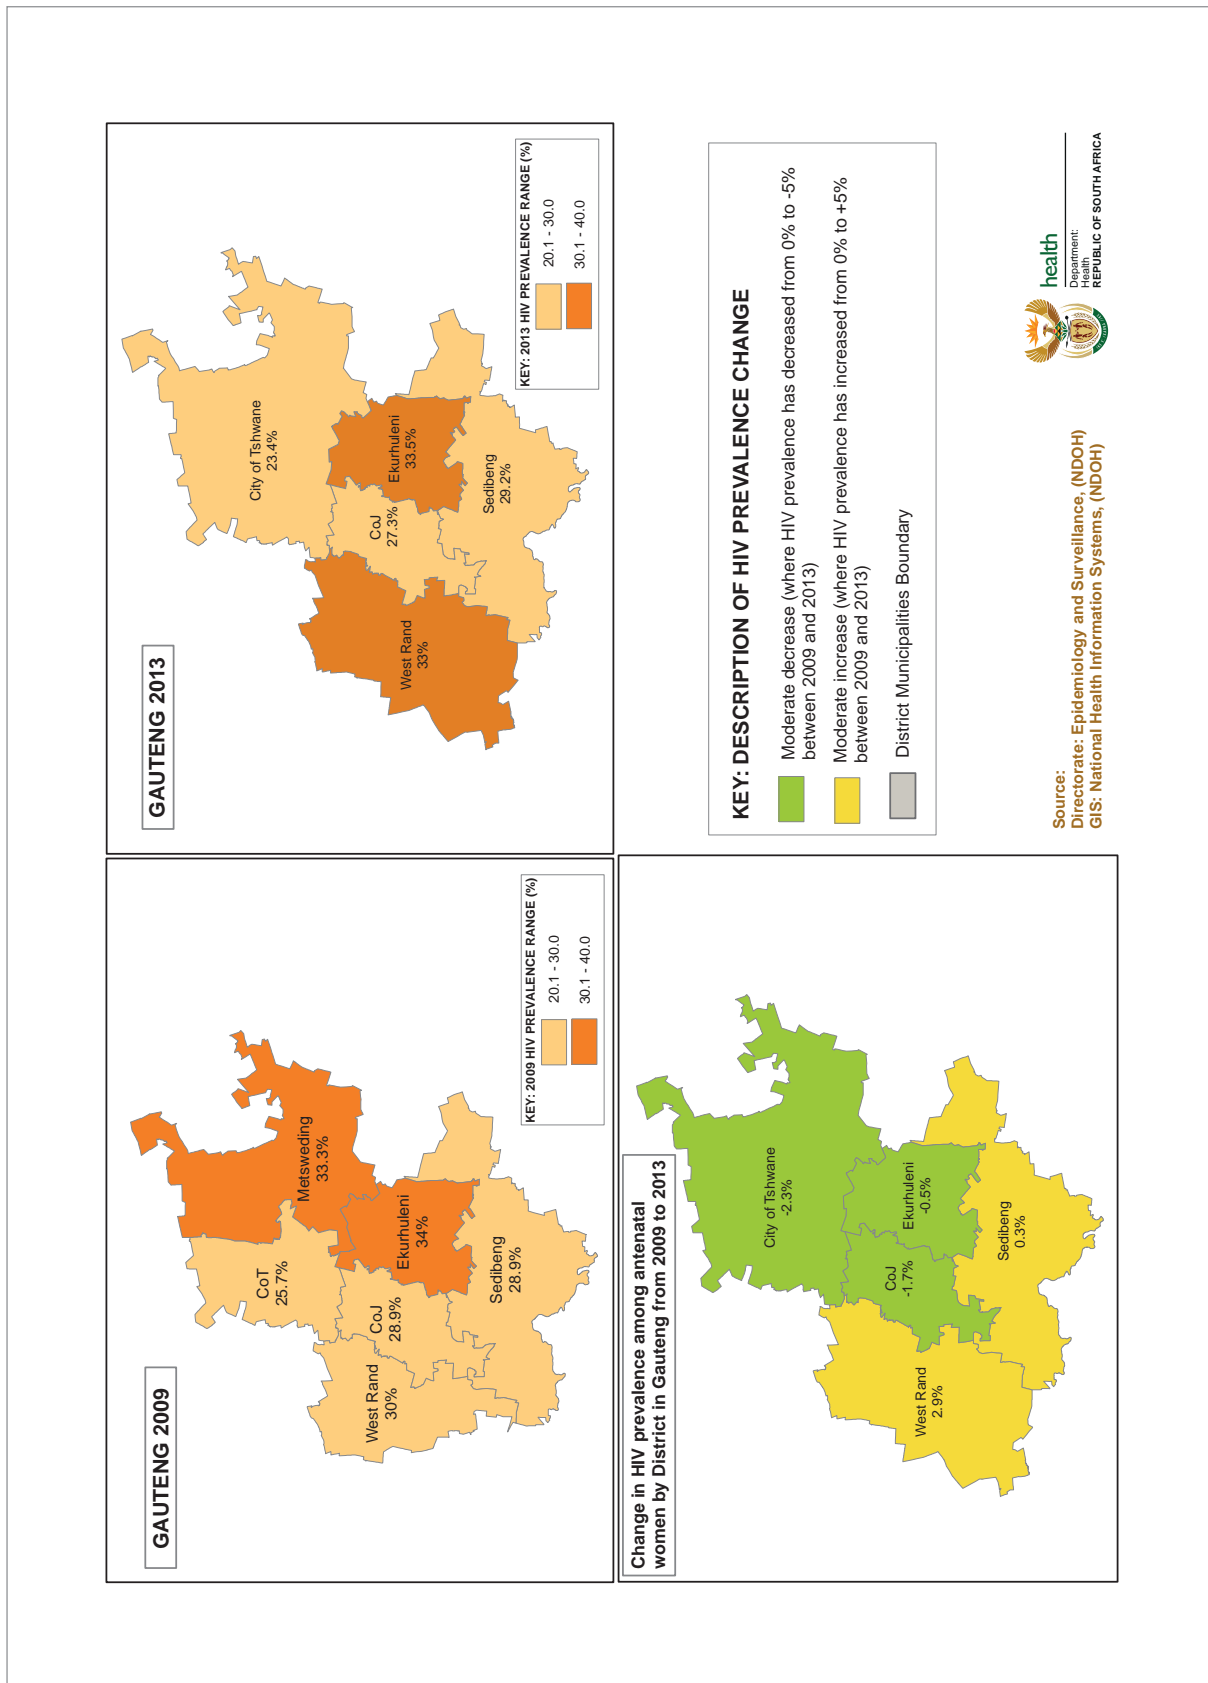 GAUTENG 2009
CoT
25.7%
Metsweding
33.3%
West Rand
30%
CoJ
28.9%
Ekurhuleni
34%
Sedibeng
28.9%
KEY: 2009 HIV PREVALENCE RANGE (%)
20.1 - 30.0
30.1 - 40.0
GAUTENG 2013
City of Tshwane
23.4%
West Rand
33%
CoJ
27.3%
Ekurhuleni
33.5%
Sedibeng
29.2%
KEY: 2013 HIV PREVALENCE RANGE (%)
20.1 - 30.0
30.1 - 40.0
Change in HIV prevalence among antenatal
women by District in Gauteng from 2009 to 2013
City of Tshwane
-2.3%
West Rand
2.9%
CoJ
-1.7%
Ekurhuleni
-0.5%
Sedibeng
0.3%
KEY: DESCRIPTION OF HIV PREVALENCE CHANGE
Moderate decrease (where HIV prevalence has decreased from 0% to -5%
between 2009 and 2013)
Moderate increase (where HIV prevalence has increased from 0% to +5%
between 2009 and 2013)
District Municipalities Boundary
Source:
Directorate: Epidemiology and Surveillance, (NDOH)
GIS: National Health Information Systems, (NDOH)
health
Department:
Health
REPUBLIC OF SOUTH AFRICA